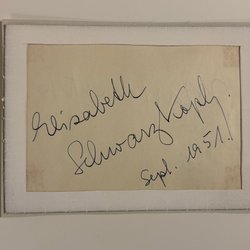 Elisabeth
Schwarzkopf.
Sept. 1951.